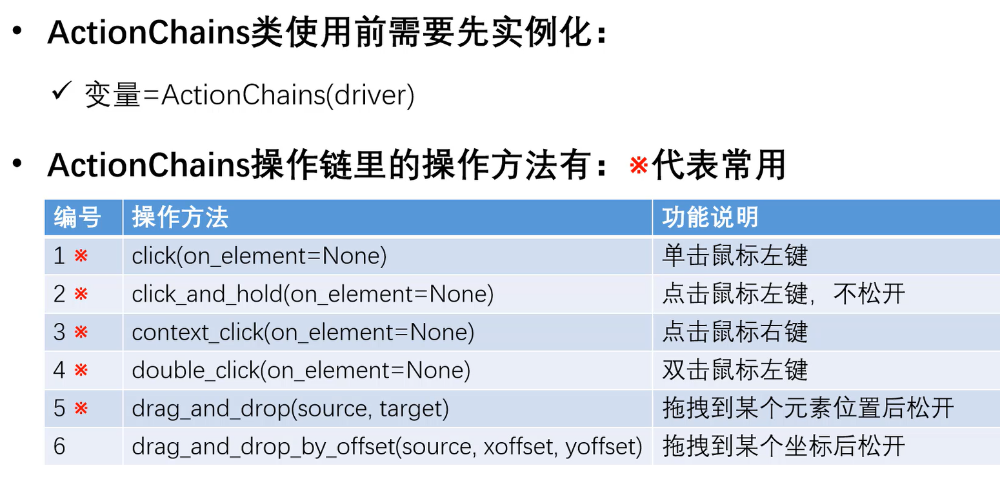 • ActionChains类使用前需要先实例化：
✓ 变量=ActionChains(driver)
• ActionChains操作链里的操作方法有：※代表常用
编号 操作方法 功能说明
1 ※ click(on_element=None) 单击鼠标左键
2 ※ click_and_hold(on_element=None) 点击鼠标左键，不松开
3 ※ context_click(on_element=None) 点击鼠标右键
4 ※ double_click(on_element=None) 双击鼠标左键
5 ※ drag_and_drop(source, target) 拖拽到某个元素位置后松开
6 drag_and_drop_by_offset(source, xoffset, yoffset) 拖拽到某个坐标后松开